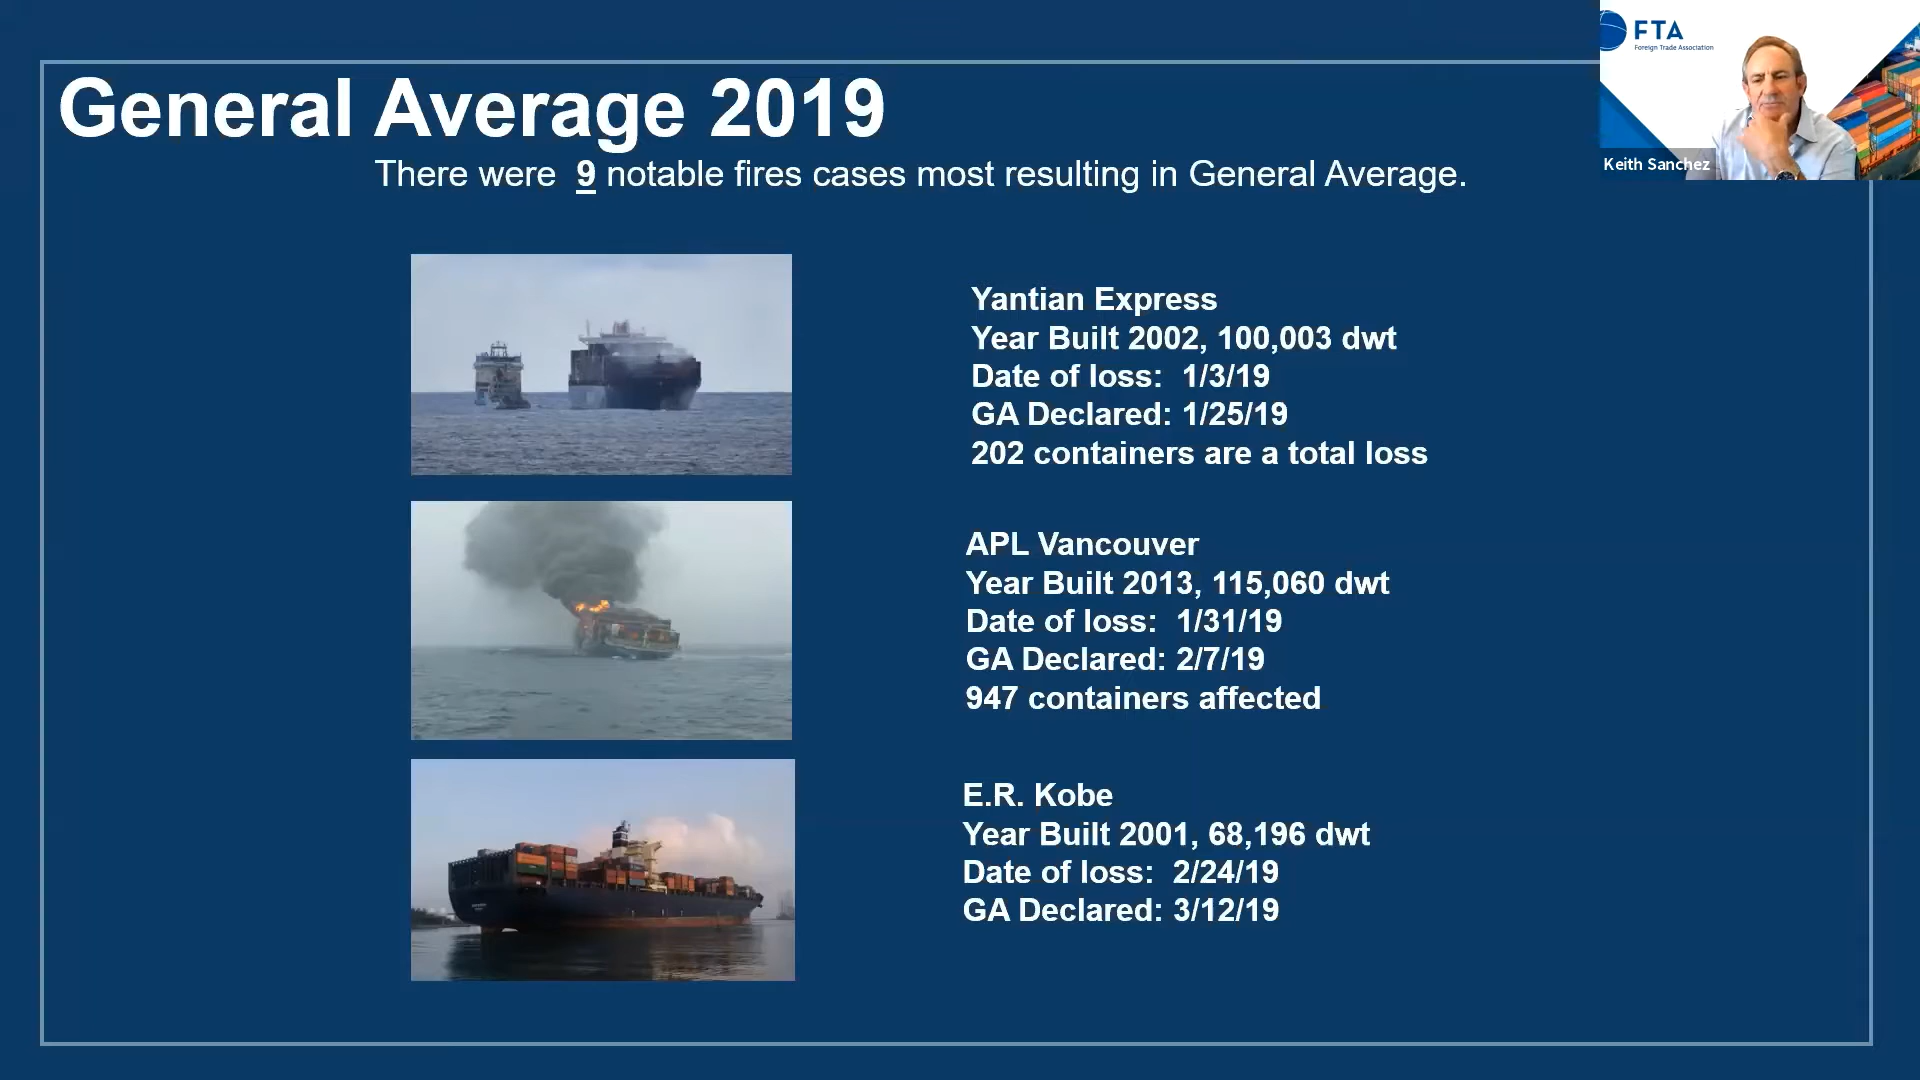 General Average 2019
There were 9 notable fires cases most resulting in General Average.
Yantian Express
Year Built 2002, 100,003 dwt
Date of loss: 1/3/19
GA Declared: 1/25/19
202 containers are a total loss
APL Vancouver
Year Built 2013, 115,060 dwt
Date of loss: 1/31/19
GA Declared: 2/7/19
947 containers affected
E.R. Kobe
Year Built 2001, 68,196 dwt
Date of loss: 2/24/19
GA Declared: 3/12/19
FTA
Foreign Trade Association
Keith Sanchez